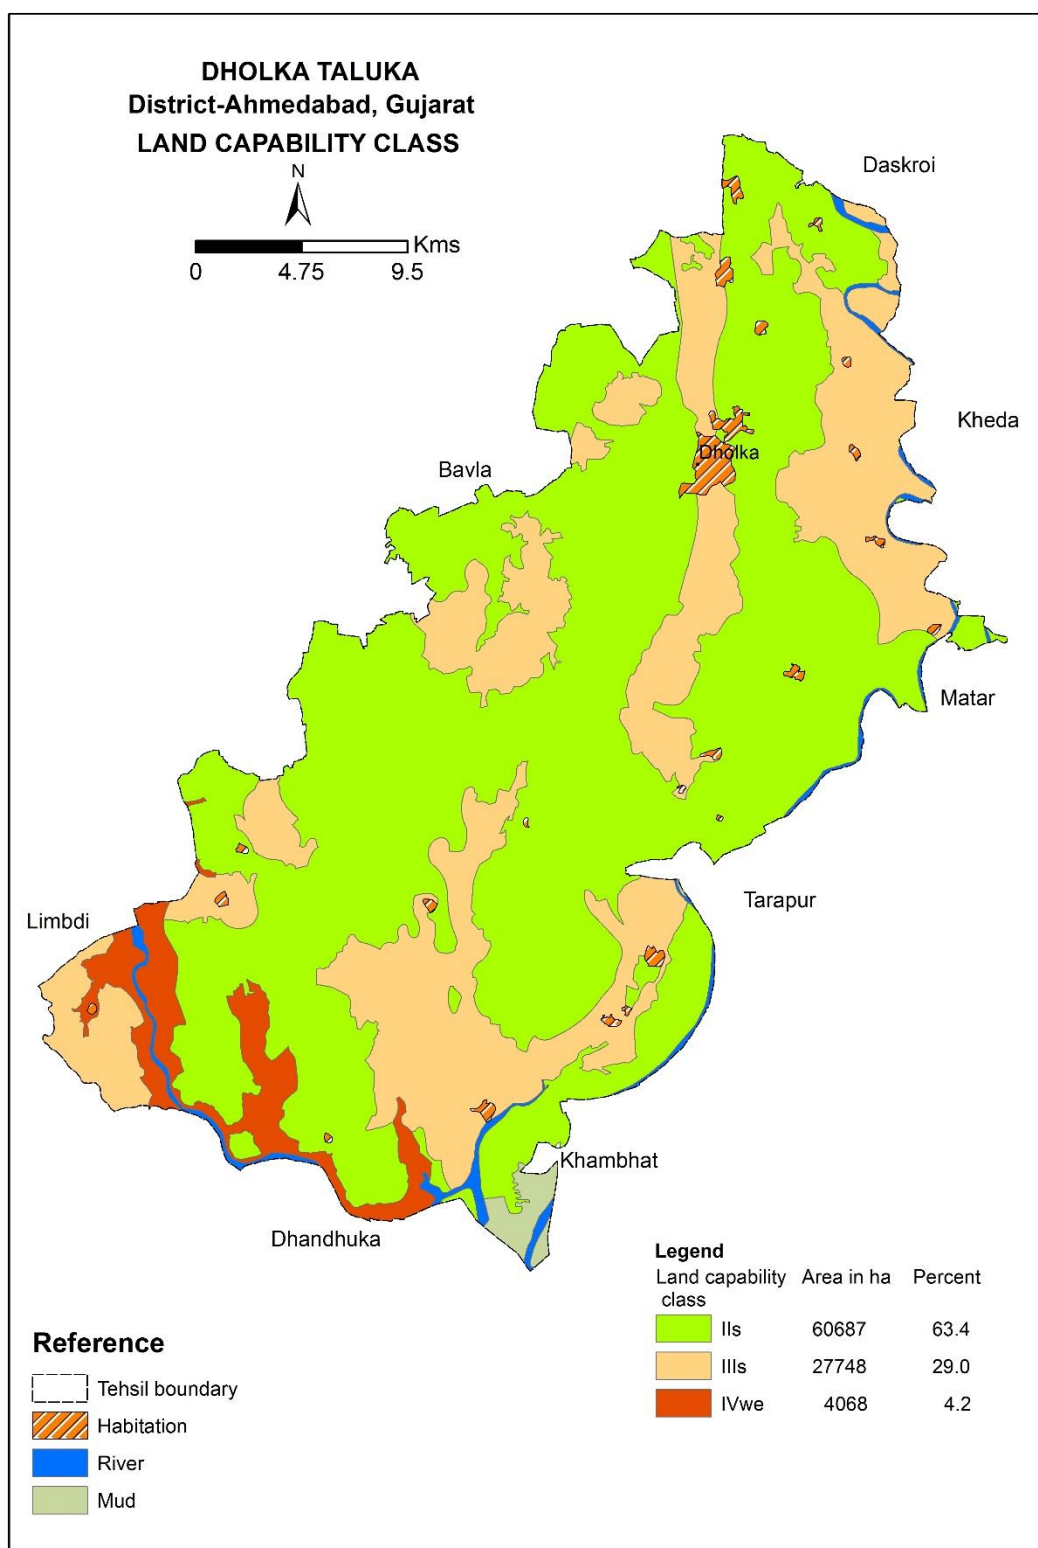 DHOLKA TALUKA
District-Ahmedabad, Gujarat
LAND CAPABILITY CLASS
N
Kms
0 4.75 9.5
Daskroi
Kheda
Dholka
Bavla
Matar
Tarapur
Limbdi
Khambhat
Dhandhuka
Legend
Land capability class Area in ha Percent
IIs 60687 63.4
IIIs 27748 29.0
IVwe 4068 4.2
Reference
Tehsil boundary
Habitation
River
Mud